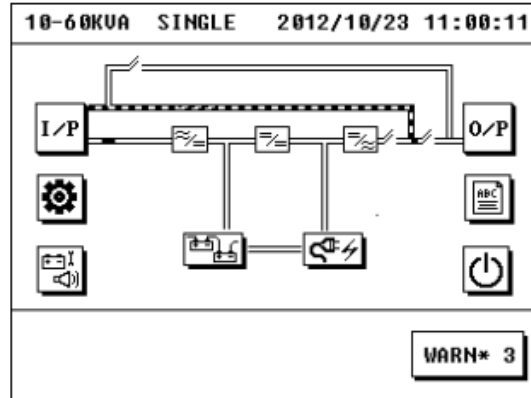 10-60KVA SINGLE 2012/10/23 11:00:11
I/P
O/P
ABC
WARN* 3